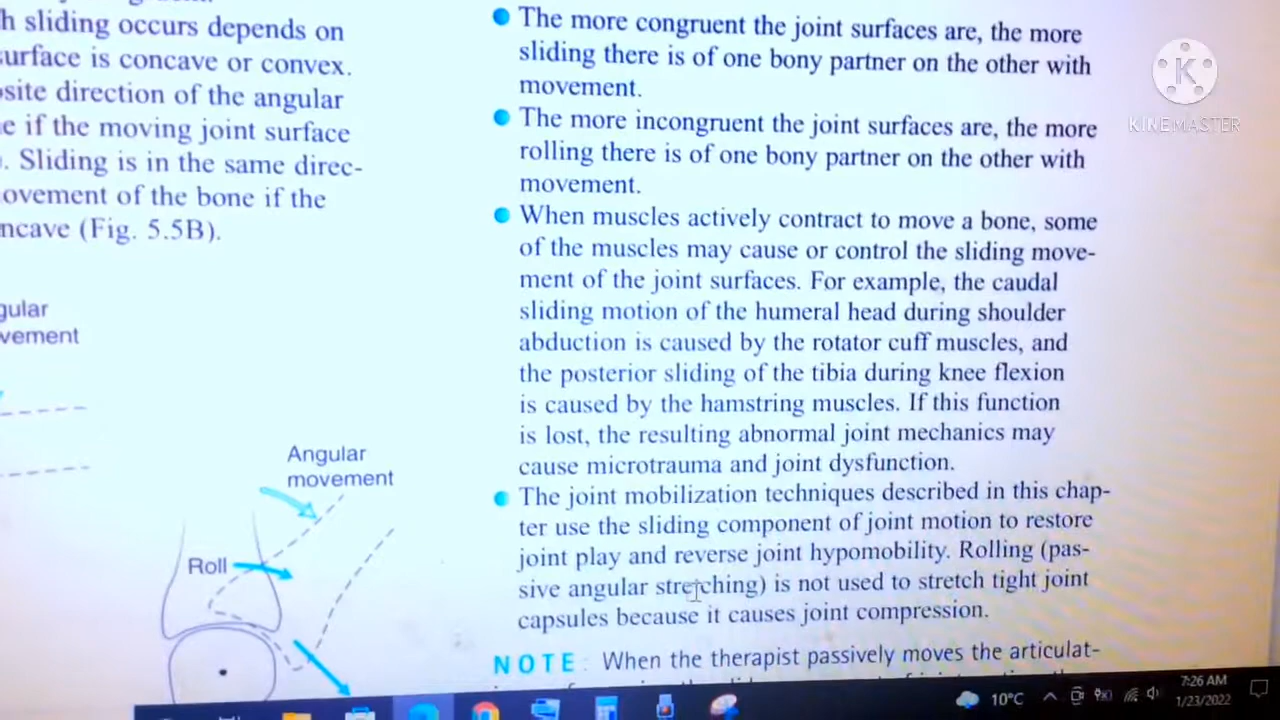 sliding occurs depends on
surface is concave or convex.
direction of the angular
if the moving joint surface
. Sliding is in the same direc-
movement of the bone if the
(Fig. 5.5B).
Angular
movement
Roll
The more congruent the joint surfaces are, the more
sliding there is of one bony partner on the other with
movement.
The more incongruent the joint surfaces are, the more
rolling there is of one bony partner on the other with
movement.
When muscles actively contract to move a bone, some
of the muscles may cause or control the sliding move-
ment of the joint surfaces. For example, the caudal
sliding motion of the humeral head during shoulder
abduction is caused by the rotator cuff muscles, and
the posterior sliding of the tibia during knee flexion
is caused by the hamstring muscles. If this function
is lost, the resulting abnormal joint mechanics may
cause microtrauma and joint dysfunction.
The joint mobilization techniques described in this chap-
ter use the sliding component of joint motion to restore
joint play and reverse joint hypomobility. Rolling (pas-
sive angular stretching) is not used to stretch tight joint
capsules because it causes joint compression.
NOTE: When the therapist passively moves the articulat-
K
KINEMASTER
10°C
7:26 AM
1/23/2022